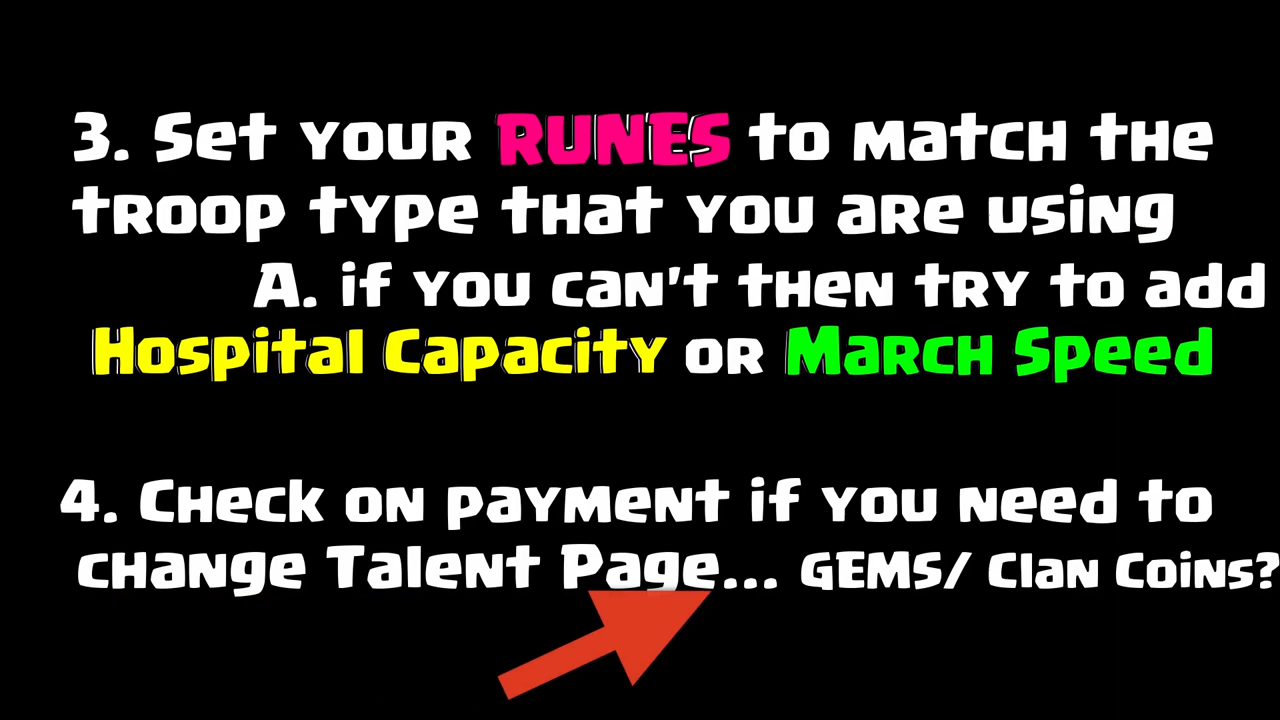 3. Set your RUNES to match the
troop type that you are using
A. if you can't then try to add
Hospital Capacity or March Speed
4. Check on payment if you need to
change Talent Page... GEMS/ Clan Coins?